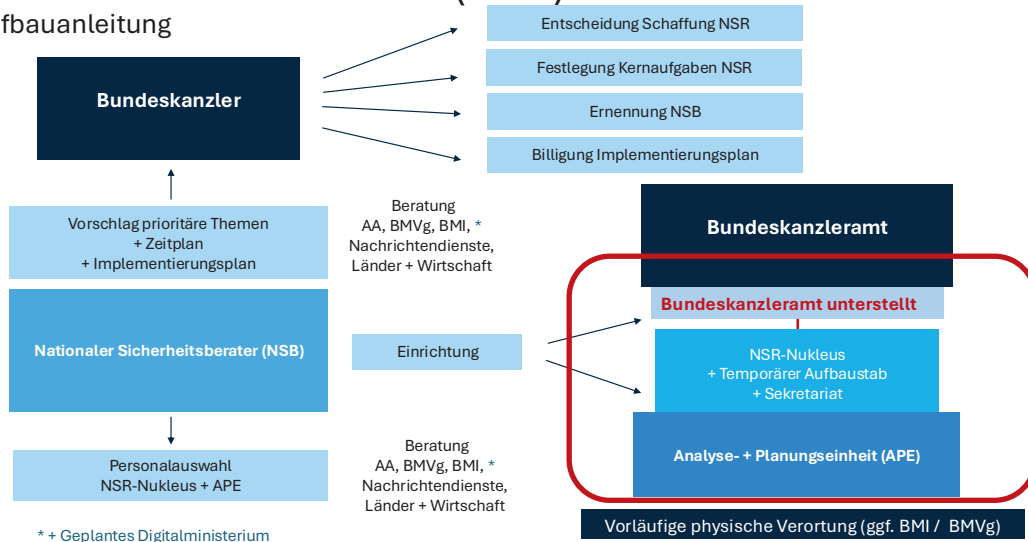 fbauanleitung
Bundeskanzler
Entscheidung Schaffung NSR
Festlegung Kernaufgaben NSR
Ernennung NSB
Billigung Implementierungsplan
Vorschlag prioritäre Themen
+ Zeitplan
+ Implementierungsplan
Beratung
AA, BMVg, BMI, *
Nachrichtendienste,
Länder + Wirtschaft
Nationaler Sicherheitsberater (NSB)
Einrichtung
Personalauswahl
NSR-Nukleus + APE
Beratung
AA, BMVg, BMI, *
Nachrichtendienste,
Länder + Wirtschaft
* + Geplantes Digitalministerium
Bundeskanzleramt
Bundeskanzleramt unterstellt
NSR-Nukleus
+ Temporärer Aufbaustab
+ Sekretariat
Analyse- + Planungseinheit (APE)
Vorläufige physische Verortung (ggf. BMI / BMVg)